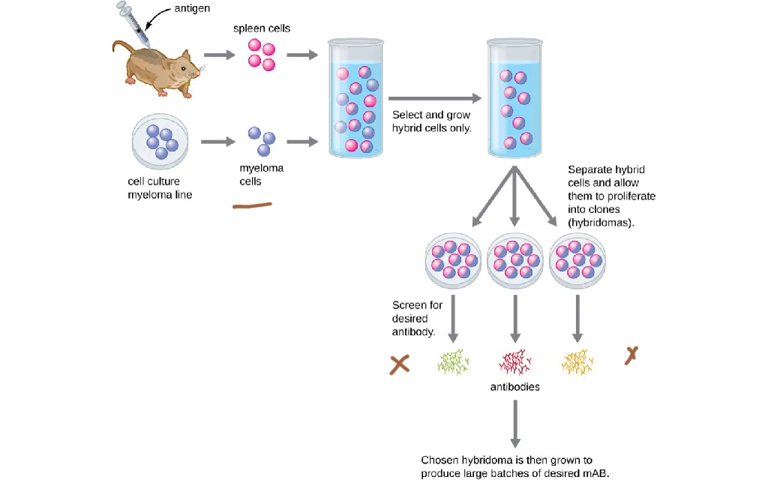 antigen
spleen cells
cell culture
myeloma line
myeloma
cells
Select and grow
hybrid cells only.
Separate hybrid
cells and allow
them to proliferate
into clones
(hybridomas).
Screen for
desired
antibody.
antibodies
Chosen hybridoma is then grown to
produce large batches of desired mAB.